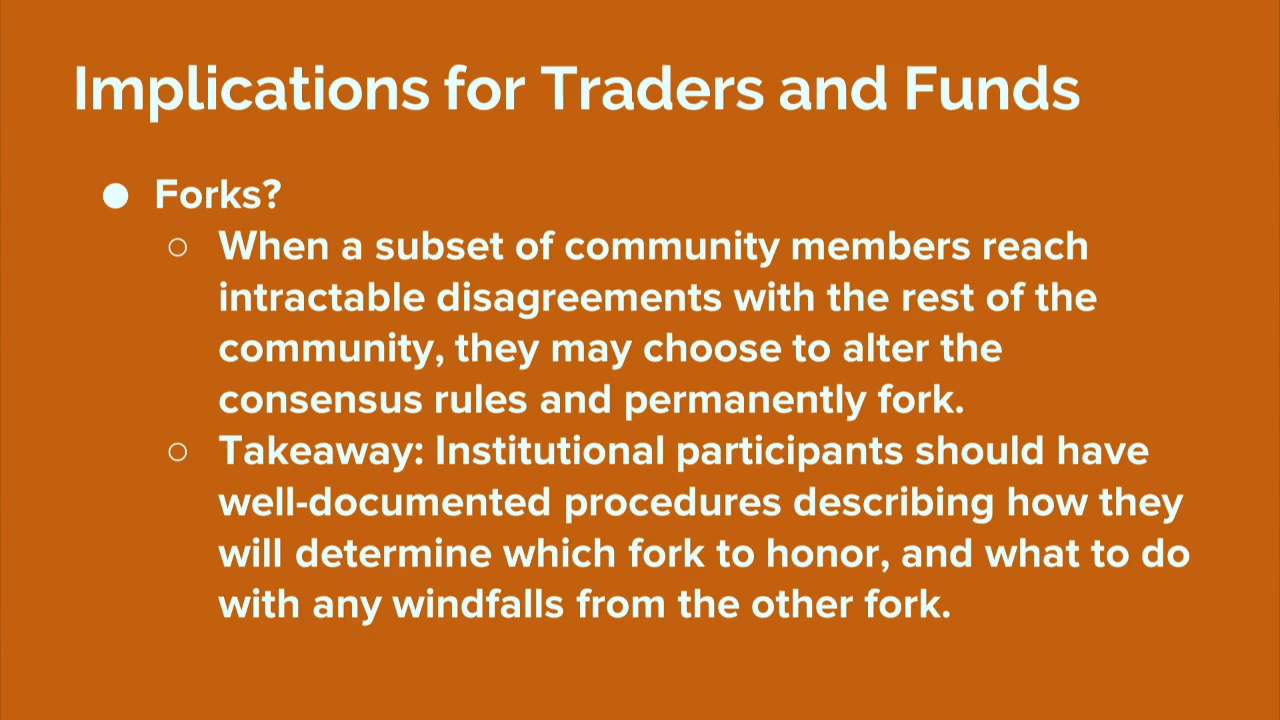 Implications for Traders and Funds
● Forks?
○ When a subset of community members reach
intractable disagreements with the rest of the
community, they may choose to alter the
consensus rules and permanently fork.
○ Takeaway: Institutional participants should have
well-documented procedures describing how they
will determine which fork to honor, and what to do
with any windfalls from the other fork.